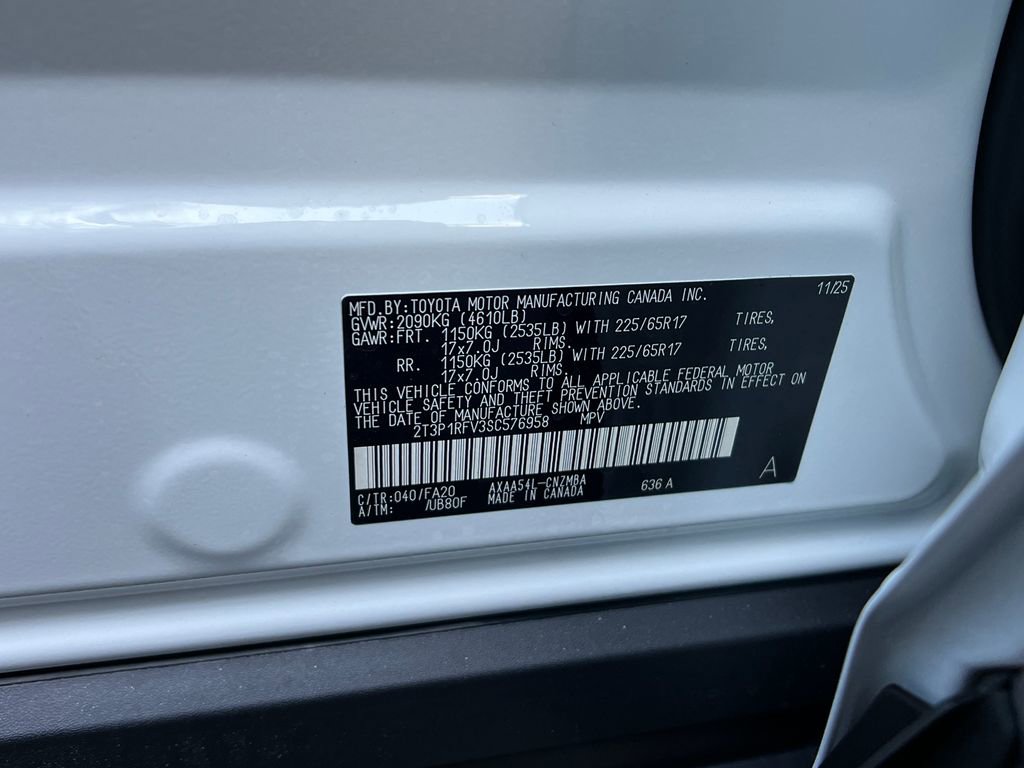 MFD.BY:TOYOTA MOTOR MANUFACTURING CANADA INC. 11/25
GVWR:2090KG (4610LB)
GAWR:FRT. 1150KG (2535LB) WITH 225/65R17 TIRES,
17x7.0J RIMS.
RR. 1150KG (2535LB) WITH 225/65R17 TIRES,
17x7.0J RIMS.
THIS VEHICLE CONFORMS TO ALL APPLICABLE FEDERAL MOTOR
VEHICLE SAFETY AND THEFT PREVENTION STANDARDS IN EFFECT ON
THE DATE OF MANUFACTURE SHOWN ABOVE.
2T3P1RFV3SC576958 MPV
A
C/TR:040/FA20 AXAA54L-CNZMBA 636 A
A/TM: /UB80F MADE IN CANADA